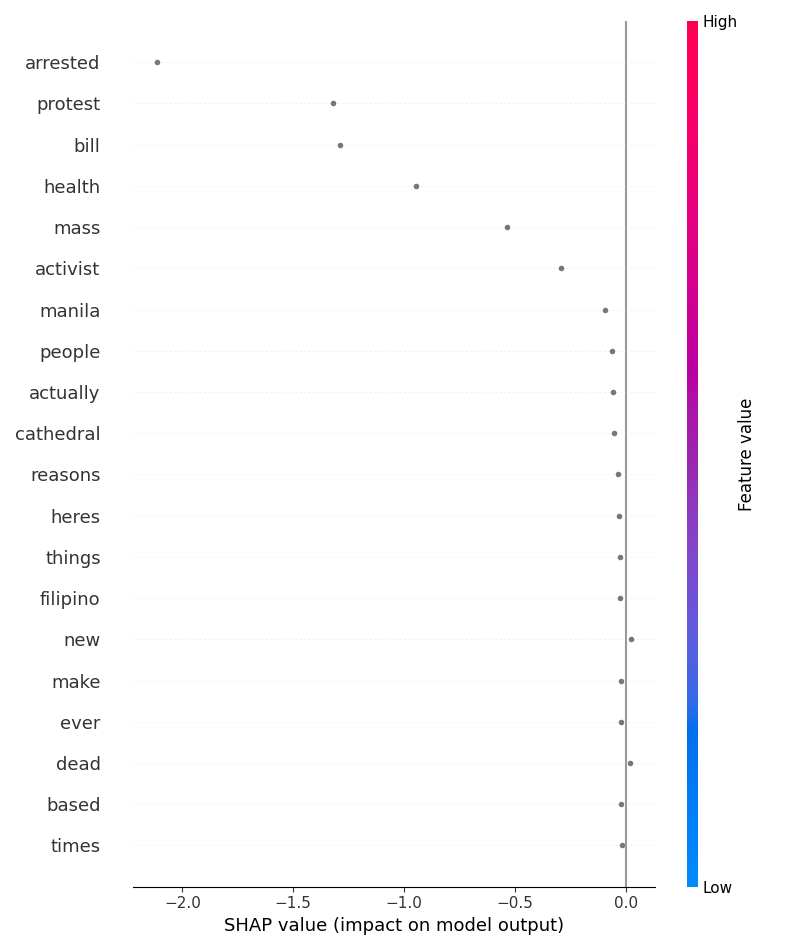 High
arrested
protest
bill
health
mass
activist
manila
people
actually
cathedral
reasons
heres
things
filipino
new
make
ever
dead
based
times
Feature value
Low
−2.0 −1.5 −1.0 −0.5 0.0
SHAP value (impact on model output)